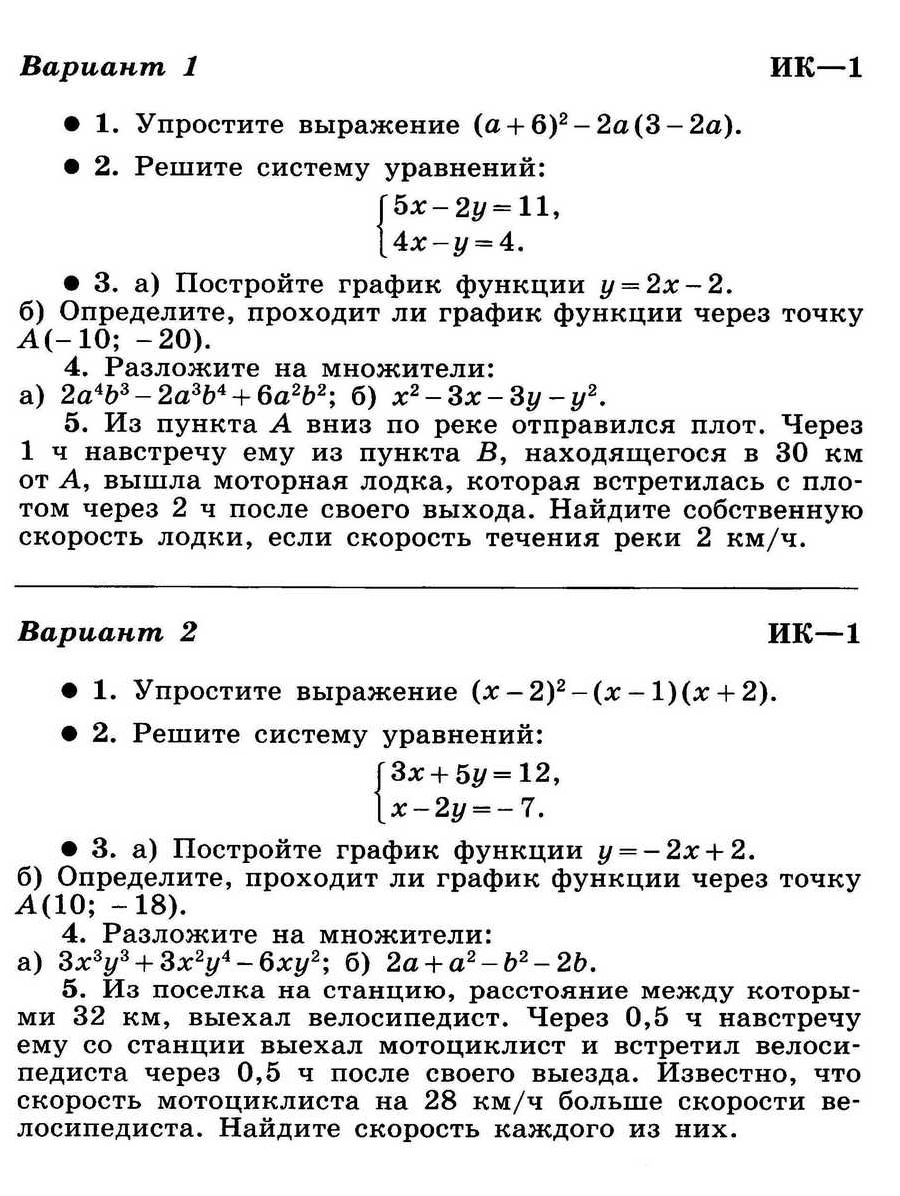 Вариант 1 ИК—1
● 1. Упростите выражение (a + 6)² – 2a(3 – 2a).
● 2. Решите систему уравнений:
{5x – 2y = 11,
4x – y = 4.
● 3. а) Постройте график функции y = 2x – 2.
б) Определите, проходит ли график функции через точку
A(– 10; – 20).
4. Разложите на множители:
а) 2a⁴b³ – 2a³b⁴ + 6a²b²; б) x² – 3x – 3y – y².
5. Из пункта A вниз по реке отправился плот. Через
1 ч навстречу ему из пункта B, находящегося в 30 км
от A, вышла моторная лодка, которая встретилась с пло-
том через 2 ч после своего выхода. Найдите собственную
скорость лодки, если скорость течения реки 2 км/ч.
Вариант 2 ИК—1
● 1. Упростите выражение (x – 2)² – (x – 1)(x + 2).
● 2. Решите систему уравнений:
{3x + 5y = 12,
x – 2y = – 7.
● 3. а) Постройте график функции y = – 2x + 2.
б) Определите, проходит ли график функции через точку
A(10; – 18).
4. Разложите на множители:
а) 3x³y³ + 3x²y⁴ – 6xy²; б) 2a + a² – b² – 2b.
5. Из поселка на станцию, расстояние между которы-
ми 32 км, выехал велосипедист. Через 0,5 ч навстречу
ему со станции выехал мотоциклист и встретил велоси-
педиста через 0,5 ч после своего выезда. Известно, что
скорость мотоциклиста на 28 км/ч больше скорости ве-
лосипедиста. Найдите скорость каждого из них.